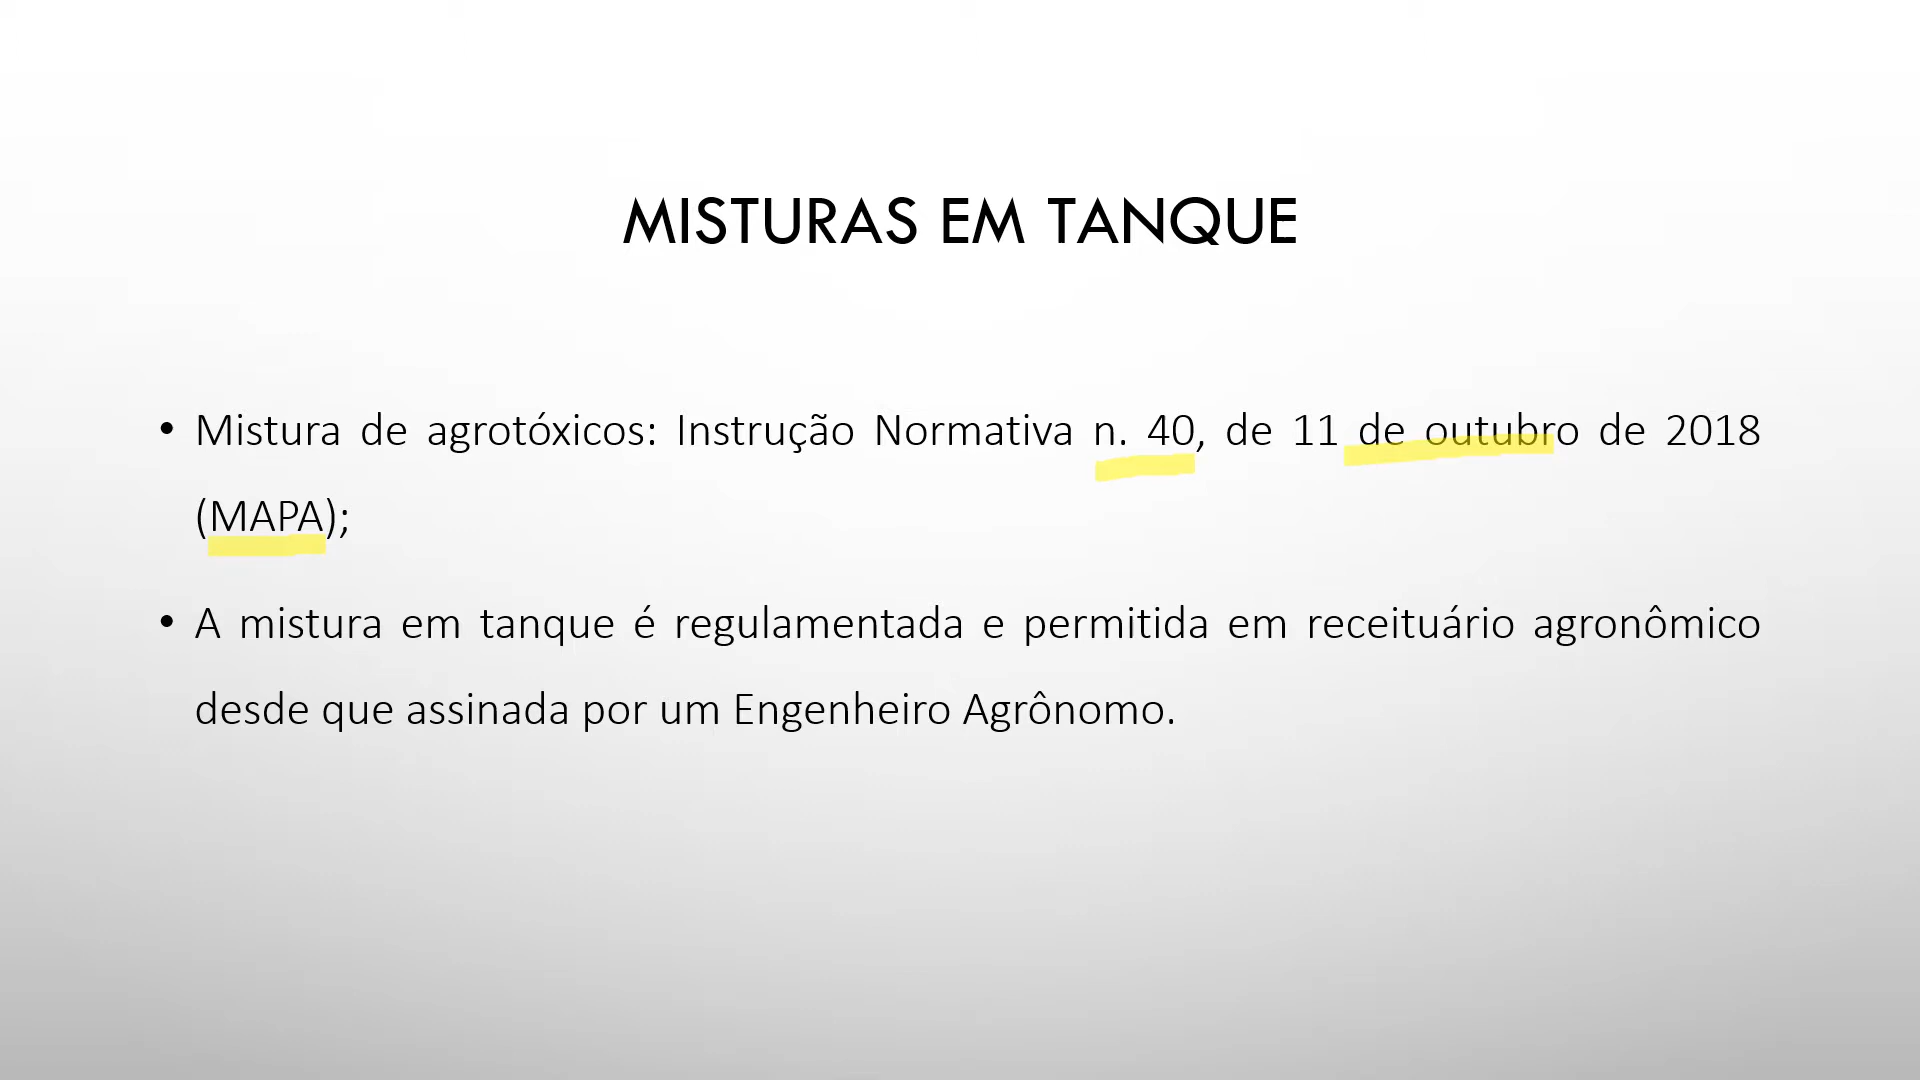 MISTURAS EM TANQUE
• Mistura de agrotóxicos: Instrução Normativa n. 40, de 11 de outubro de 2018
(MAPA);
• A mistura em tanque é regulamentada e permitida em receituário agronômico
desde que assinada por um Engenheiro Agrônomo.